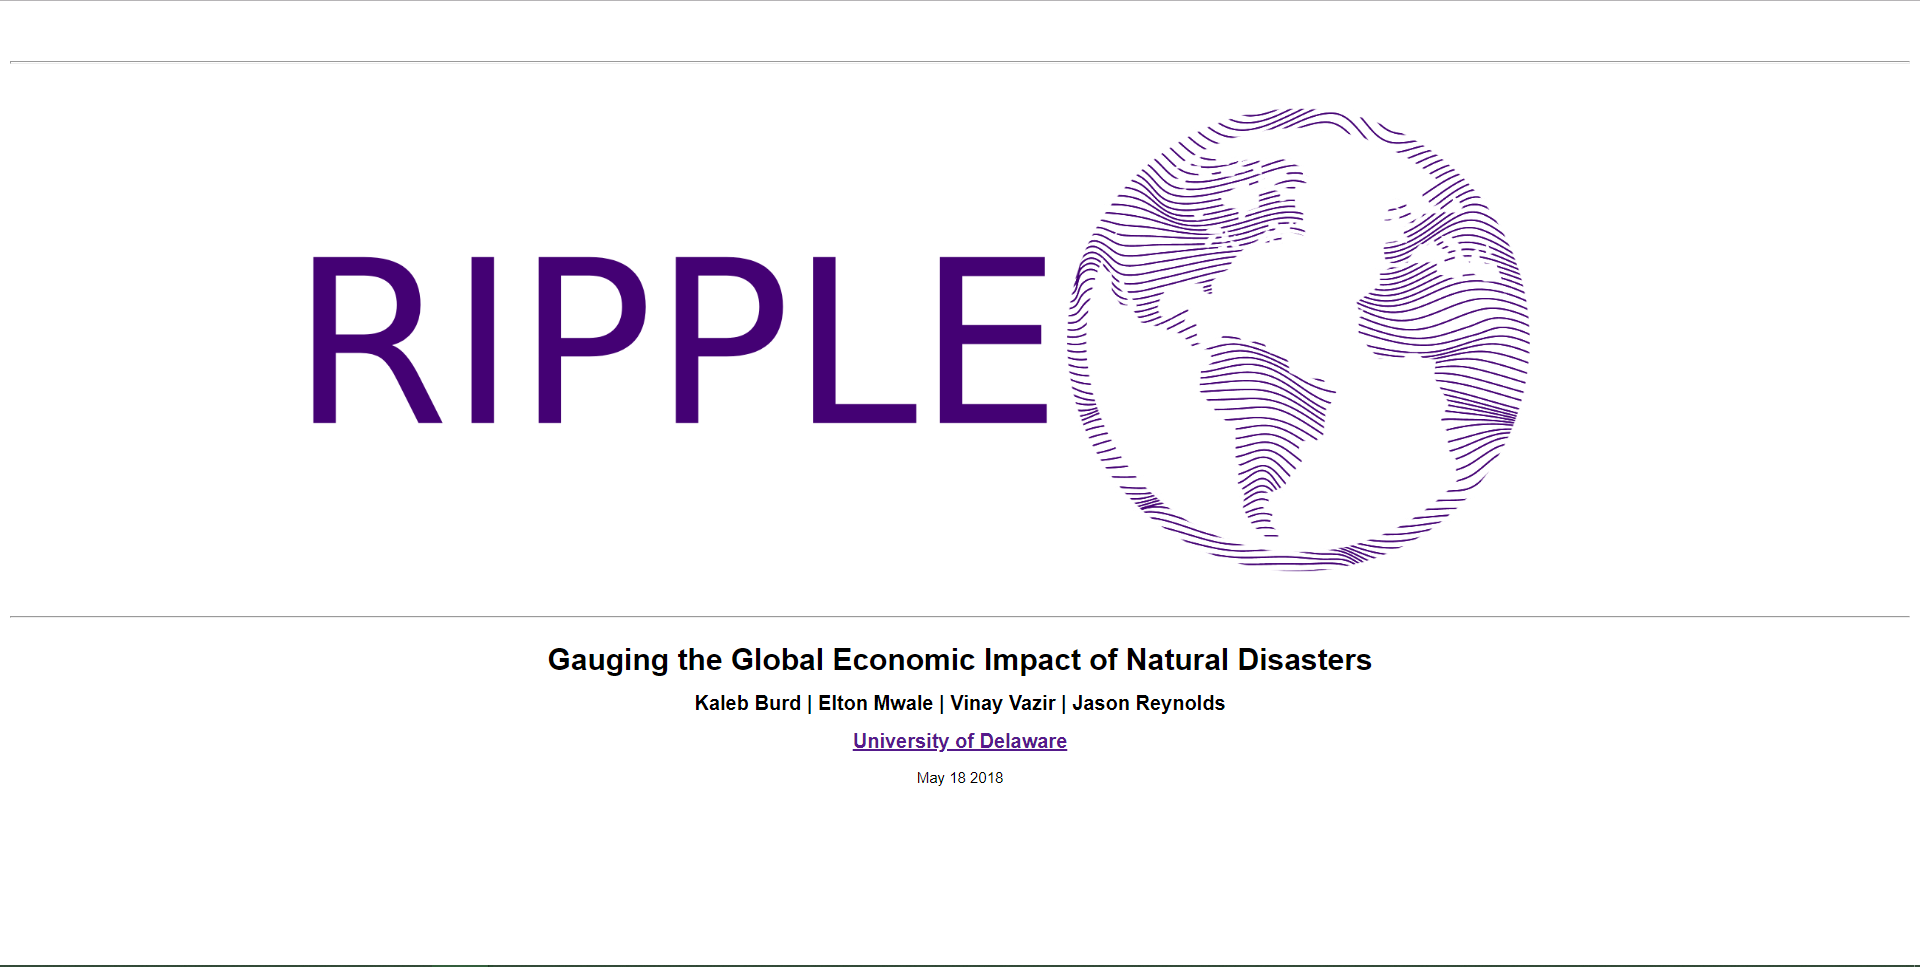 RIPPLE
Gauging the Global Economic Impact of Natural Disasters
Kaleb Burd | Elton Mwale | Vinay Vazir | Jason Reynolds
University of Delaware
May 18 2018